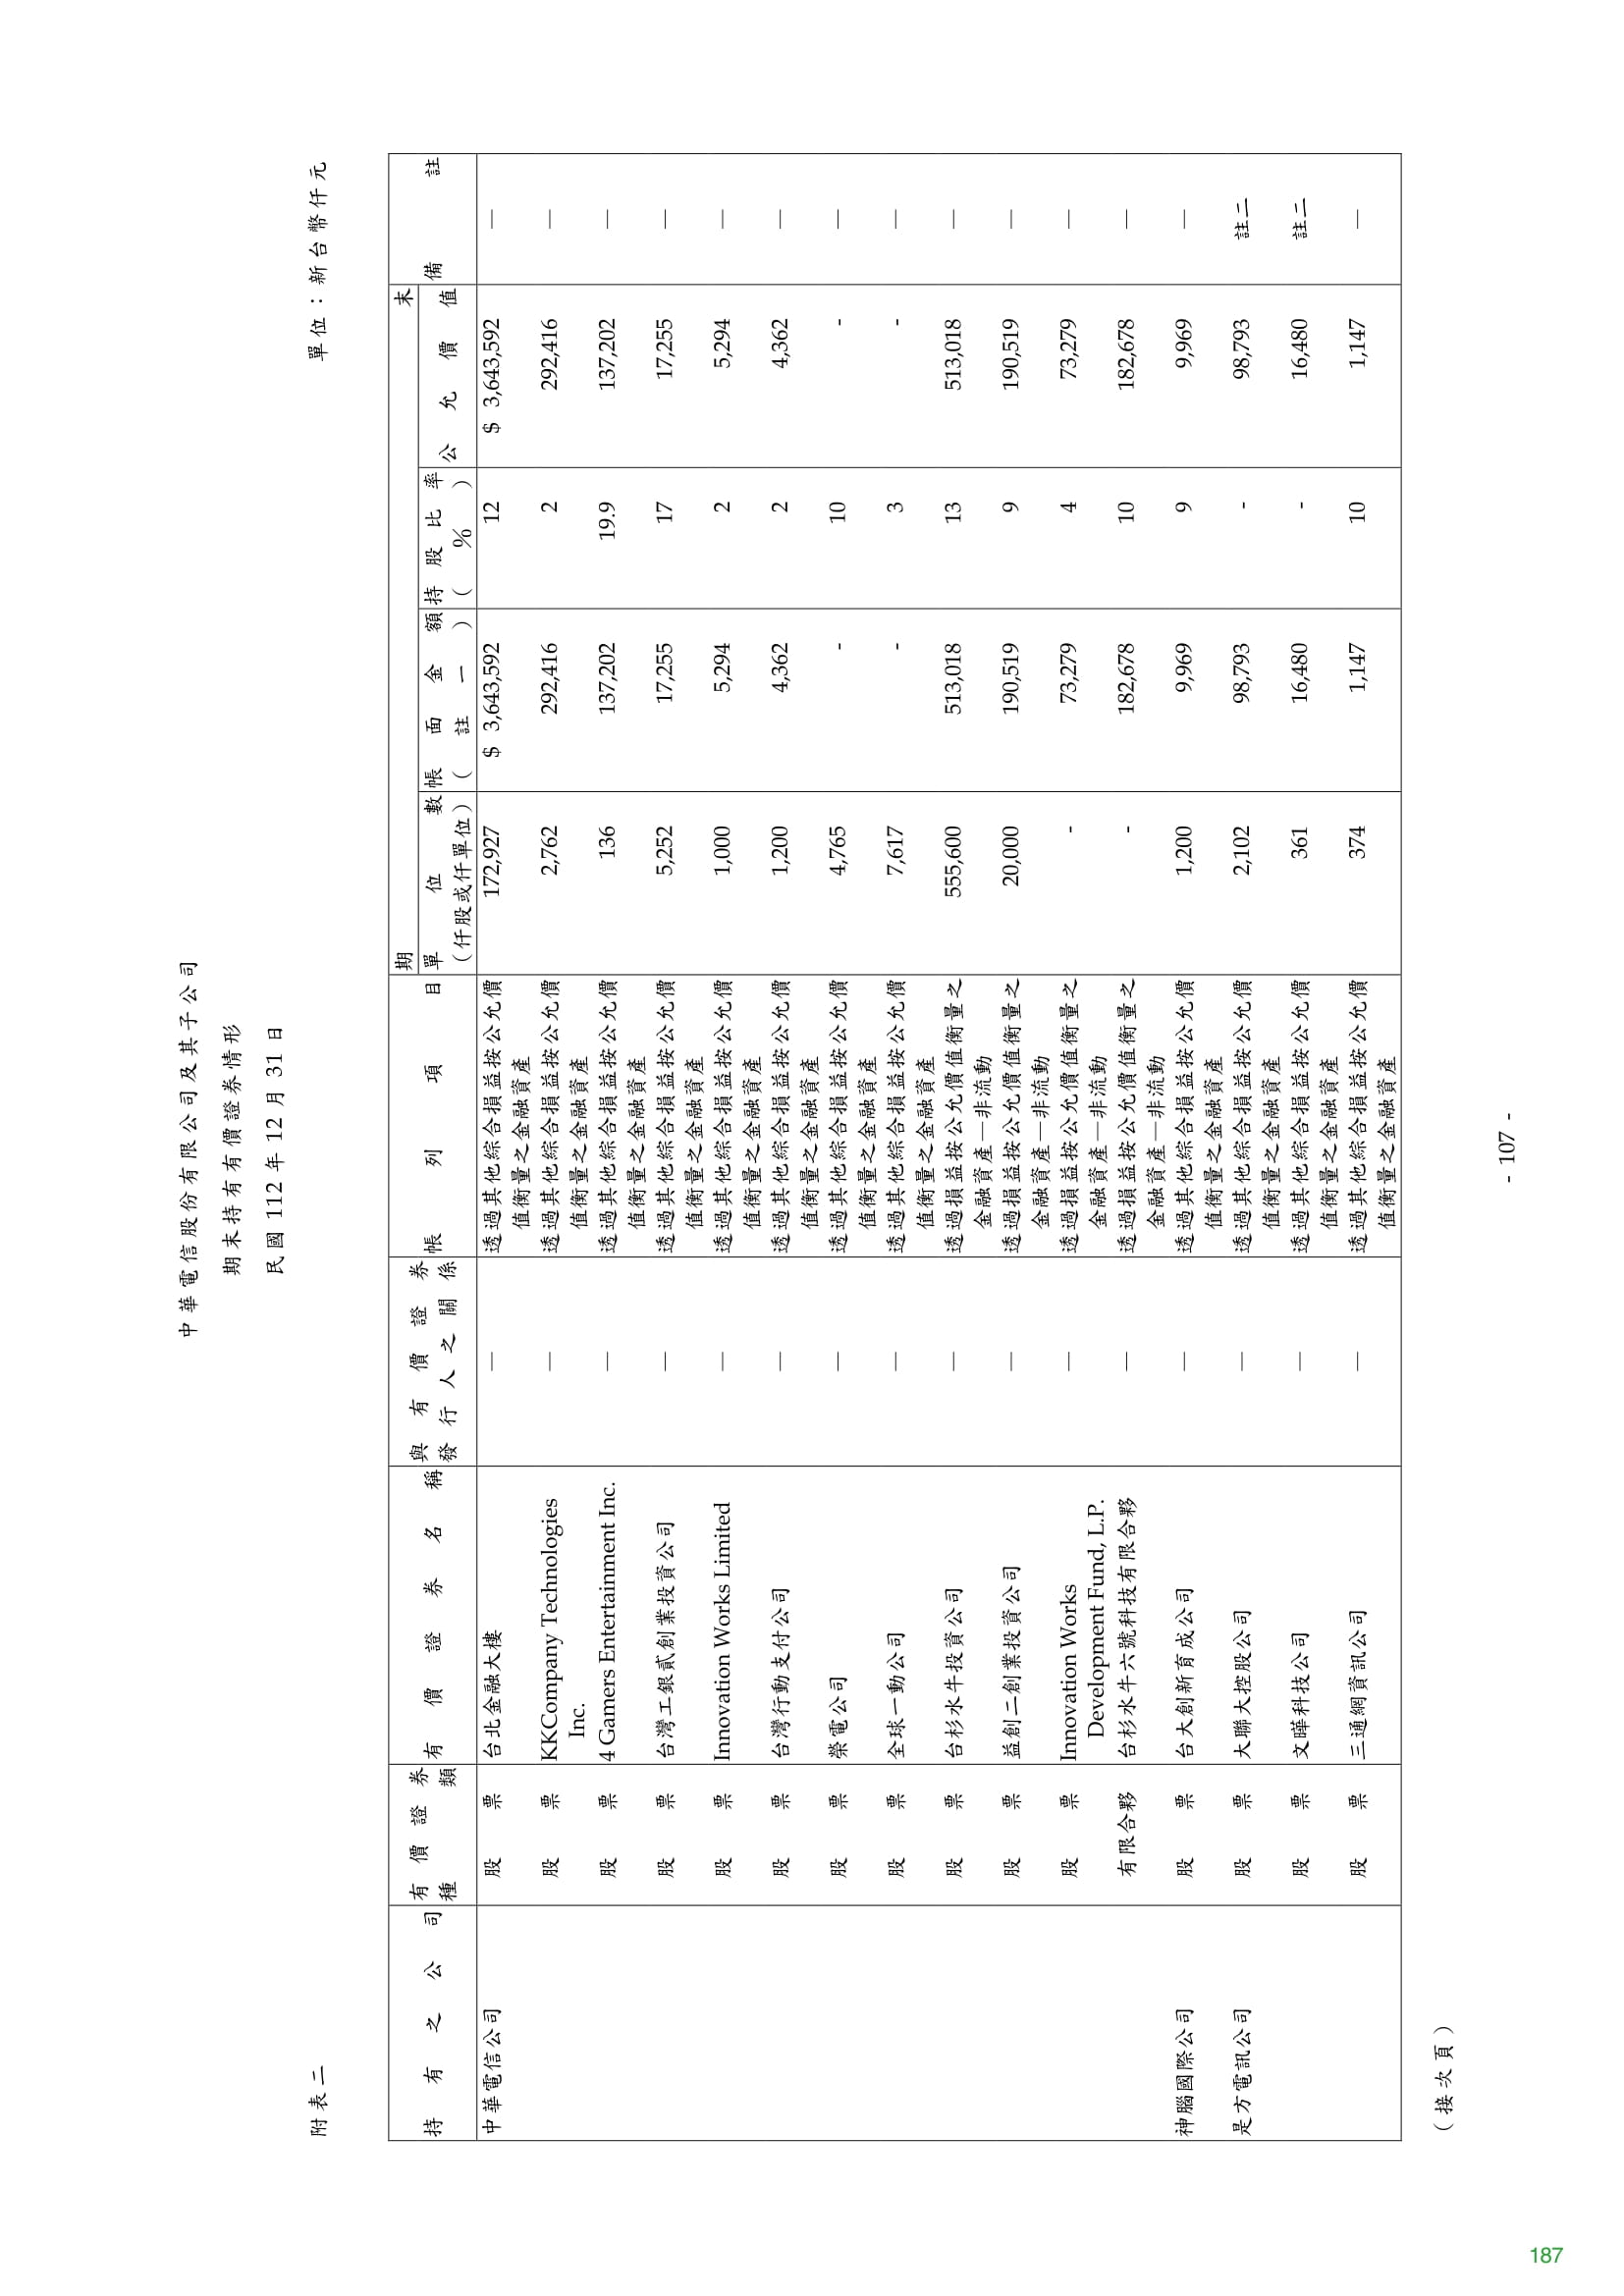 中華電信股份有限公司及其子公司
期末持有有價證券情形
民國 112 年 12 月 31 日
附表二
單位：新台幣仟元
持有之公司 有價證券種類 有價證券名稱 與有價證券發行人之關係 帳列項目 期末 備註
單位數（仟股或仟單位） 帳面金額（註一） 持股比率（%） 公允價值
中華電信公司 股票 台北金融大樓 — 透過其他綜合損益按公允價 172,927 $ 3,643,592 12 $ 3,643,592 —
值衡量之金融資產
股票 KKCompany Technologies — 透過其他綜合損益按公允價 2,762 292,416 2 292,416 —
Inc. 值衡量之金融資產
股票 4 Gamers Entertainment Inc. — 透過其他綜合損益按公允價 136 137,202 19.9 137,202 —
值衡量之金融資產
股票 台灣工銀貳創業投資公司 — 透過其他綜合損益按公允價 5,252 17,255 17 17,255 —
值衡量之金融資產
股票 Innovation Works Limited — 透過其他綜合損益按公允價 1,000 5,294 2 5,294 —
值衡量之金融資產
股票 台灣行動支付公司 — 透過其他綜合損益按公允價 1,200 4,362 2 4,362 —
值衡量之金融資產
股票 榮電公司 — 透過其他綜合損益按公允價 4,765 - 10 - —
值衡量之金融資產
股票 全球一動公司 — 透過其他綜合損益按公允價 7,617 - 3 - —
值衡量之金融資產
股票 台杉水牛投資公司 — 透過損益按公允價值衡量之 555,600 513,018 13 513,018 —
金融資產—非流動
股票 益創二創業投資公司 — 透過損益按公允價值衡量之 20,000 190,519 9 190,519 —
金融資產—非流動
股票 Innovation Works — 透過損益按公允價值衡量之 - 73,279 4 73,279 —
Development Fund, L.P. 金融資產—非流動
有限合夥 台杉水牛六號科技有限合夥 — 透過損益按公允價值衡量之 - 182,678 10 182,678 —
金融資產—非流動
神腦國際公司 股票 台大創新育成公司 — 透過其他綜合損益按公允價 1,200 9,969 9 9,969 —
值衡量之金融資產
是方電訊公司 股票 大聯大控股公司 — 透過其他綜合損益按公允價 2,102 98,793 - 98,793 註二
值衡量之金融資產
股票 文曄科技公司 — 透過其他綜合損益按公允價 361 16,480 - 16,480 註二
值衡量之金融資產
股票 三通網資訊公司 — 透過其他綜合損益按公允價 374 1,147 10 1,147 —
值衡量之金融資產
（接次頁）
- 107 -
187